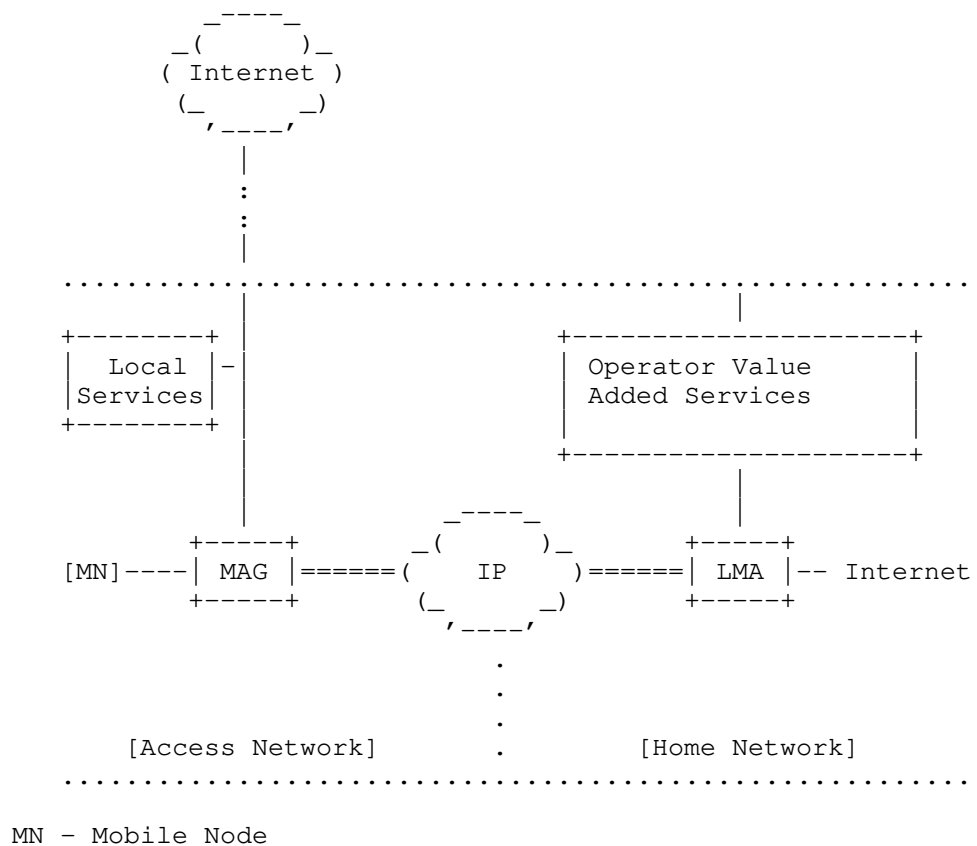 Internet
Local
Services
Operator Value
Added Services
[MN] MAG IP LMA Internet
[Access Network] [Home Network]
MN - Mobile Node